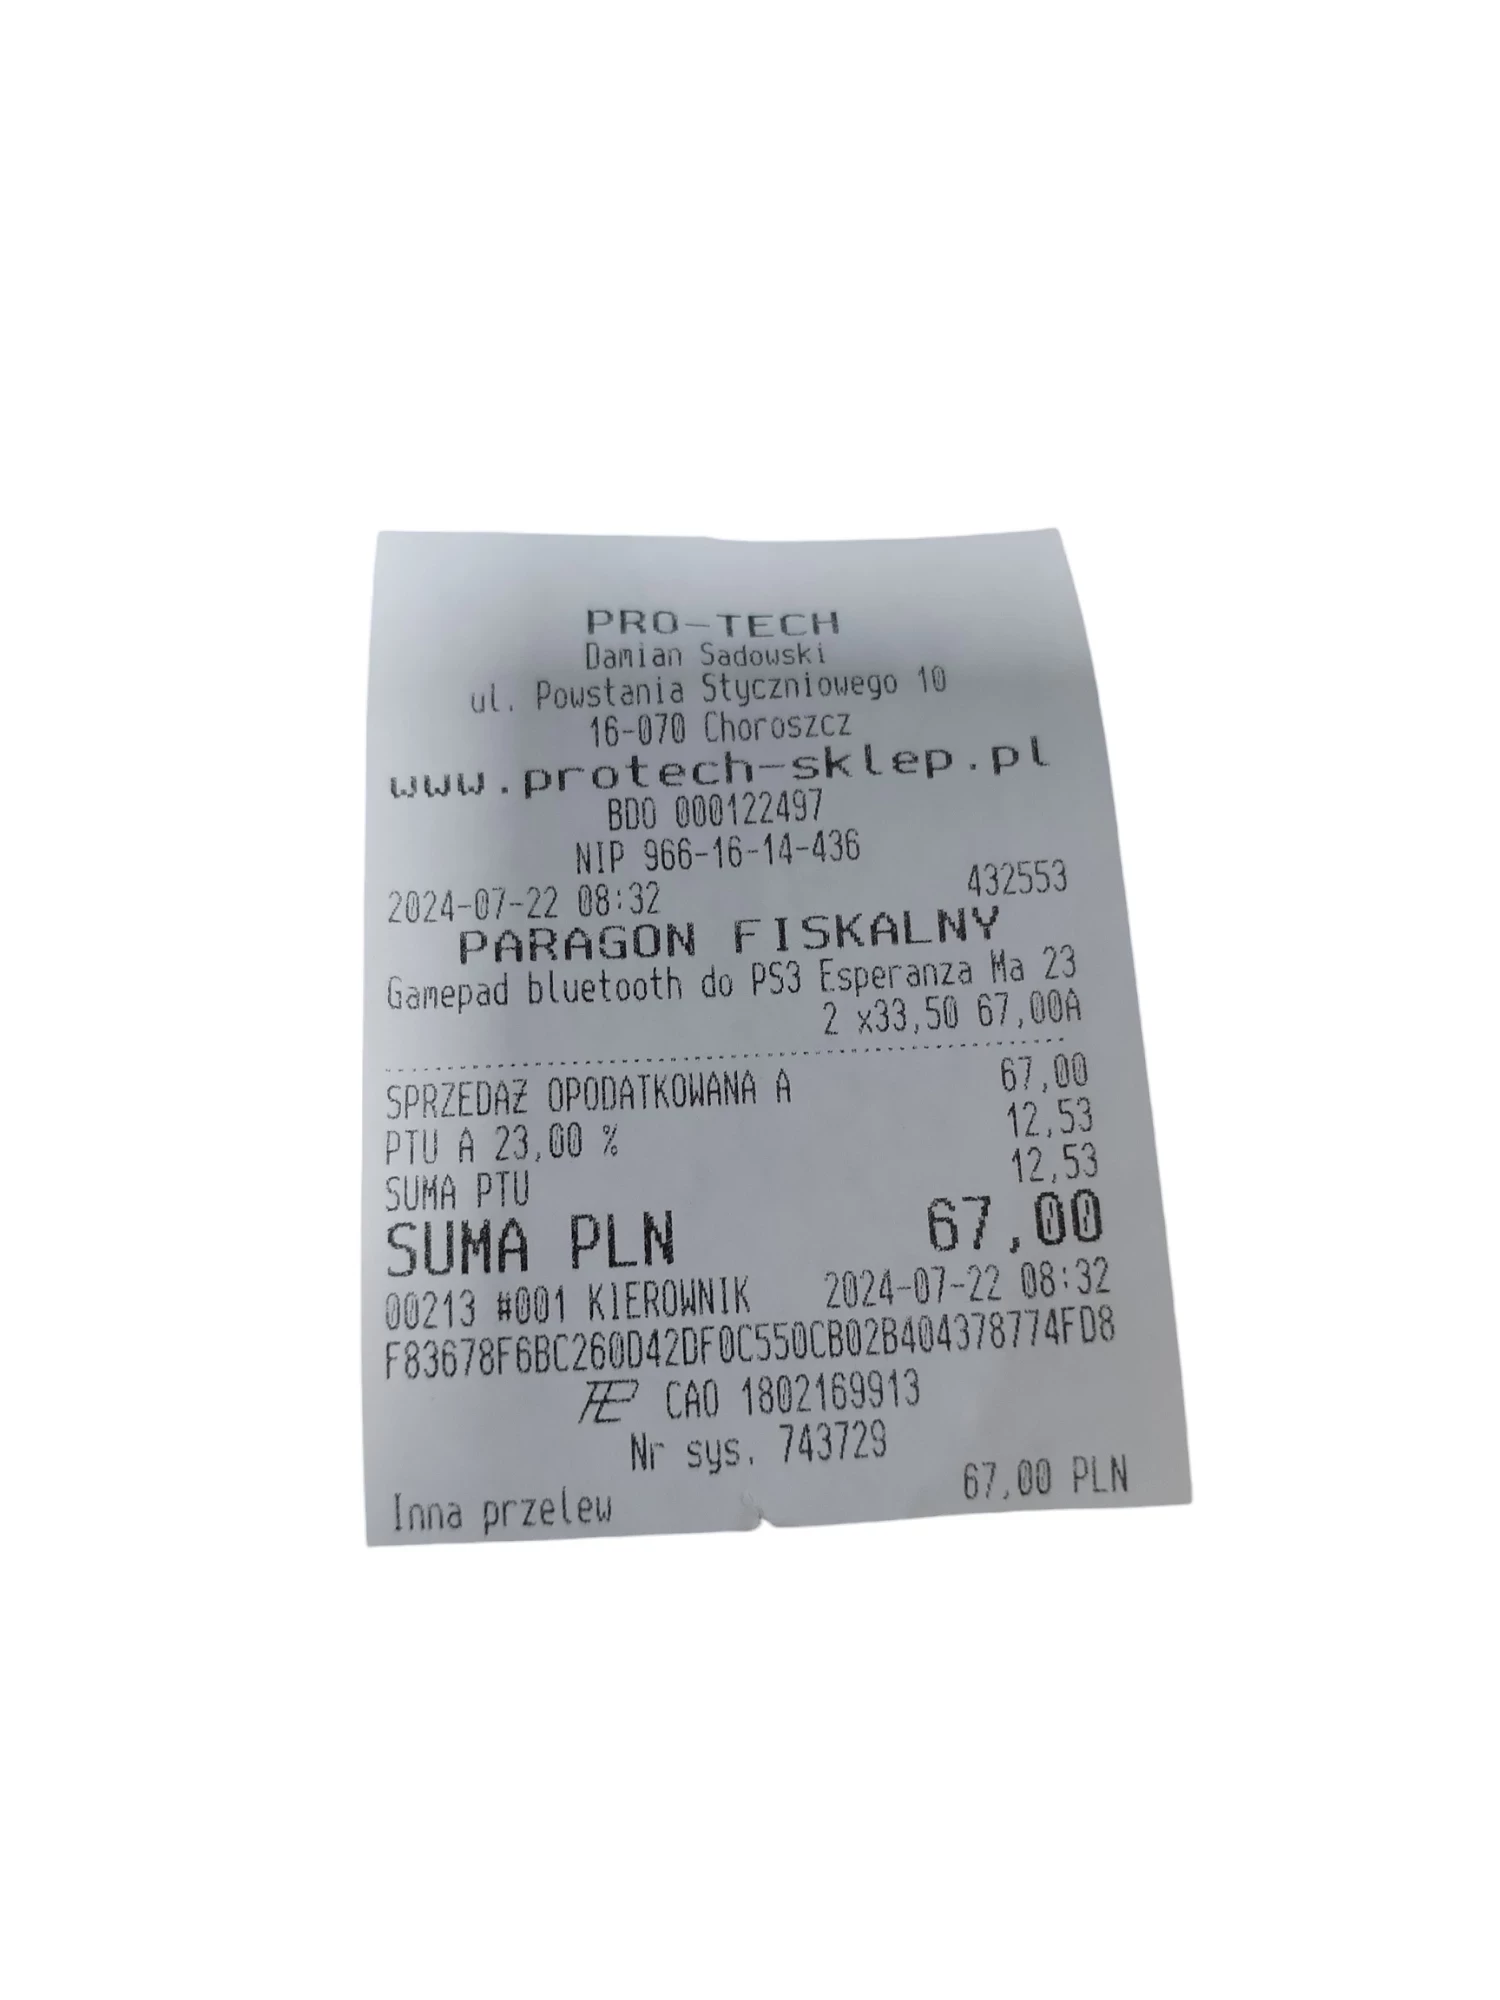 PRO-TECH
Damian Sadowski
ul. Powstania Styczniowego 10
16-070 Choroszcz
www.protech-sklep.pl
BDO 000122497
NIP 966-16-14-436
2024-07-22 08:32 432553
PARAGON FISKALNY
Gamepad bluetooth do PS3 Esperanza Ma 23
2 x33,50 67,00A
SPRZEDAŻ OPODATKOWANA A 67,00
PTU A 23,00 % 12,53
SUMA PTU 12,53
SUMA PLN 67,00
00213 #001 KIEROWNIK 2024-07-22 08:32
F83678F6BC260D42DF0C550CB02B404378774FD8
CAO 1802169913
Nr sys. 743729
Inna przelew 67,00 PLN